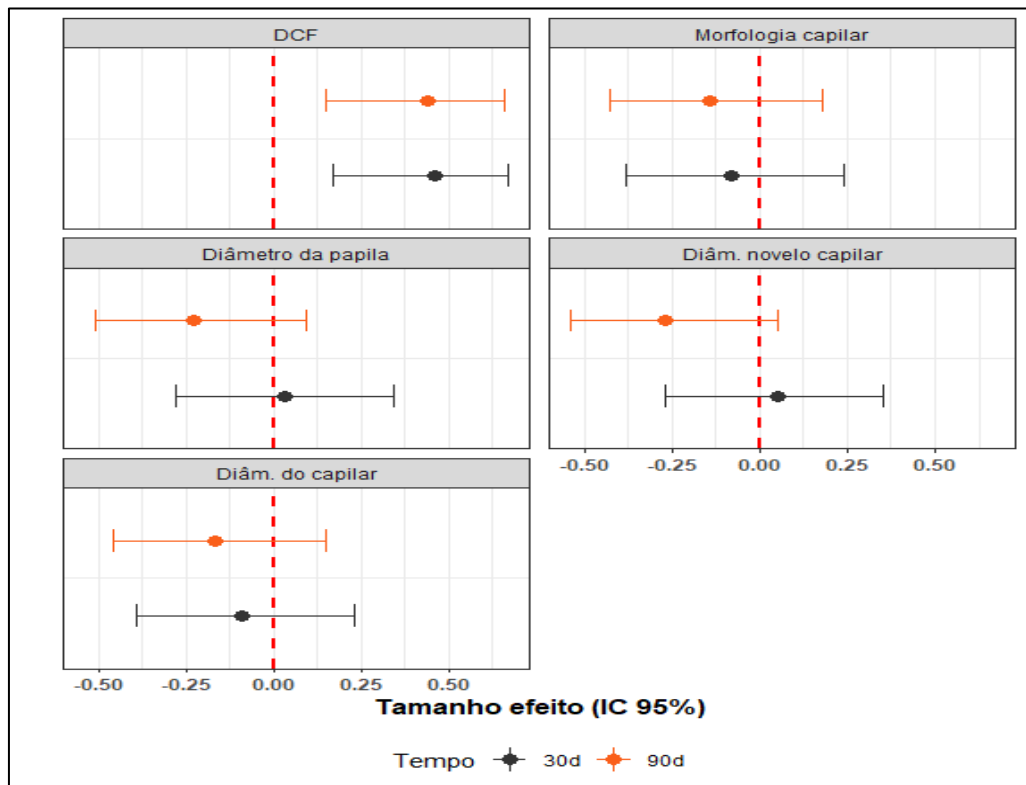 DCF
Morfologia capilar
Diâmetro da papila
Diâm. novelo capilar
Diâm. do capilar
-0.50 -0.25 0.00 0.25 0.50
-0.50 -0.25 0.00 0.25 0.50
Tamanho efeito (IC 95%)
Tempo 30d 90d